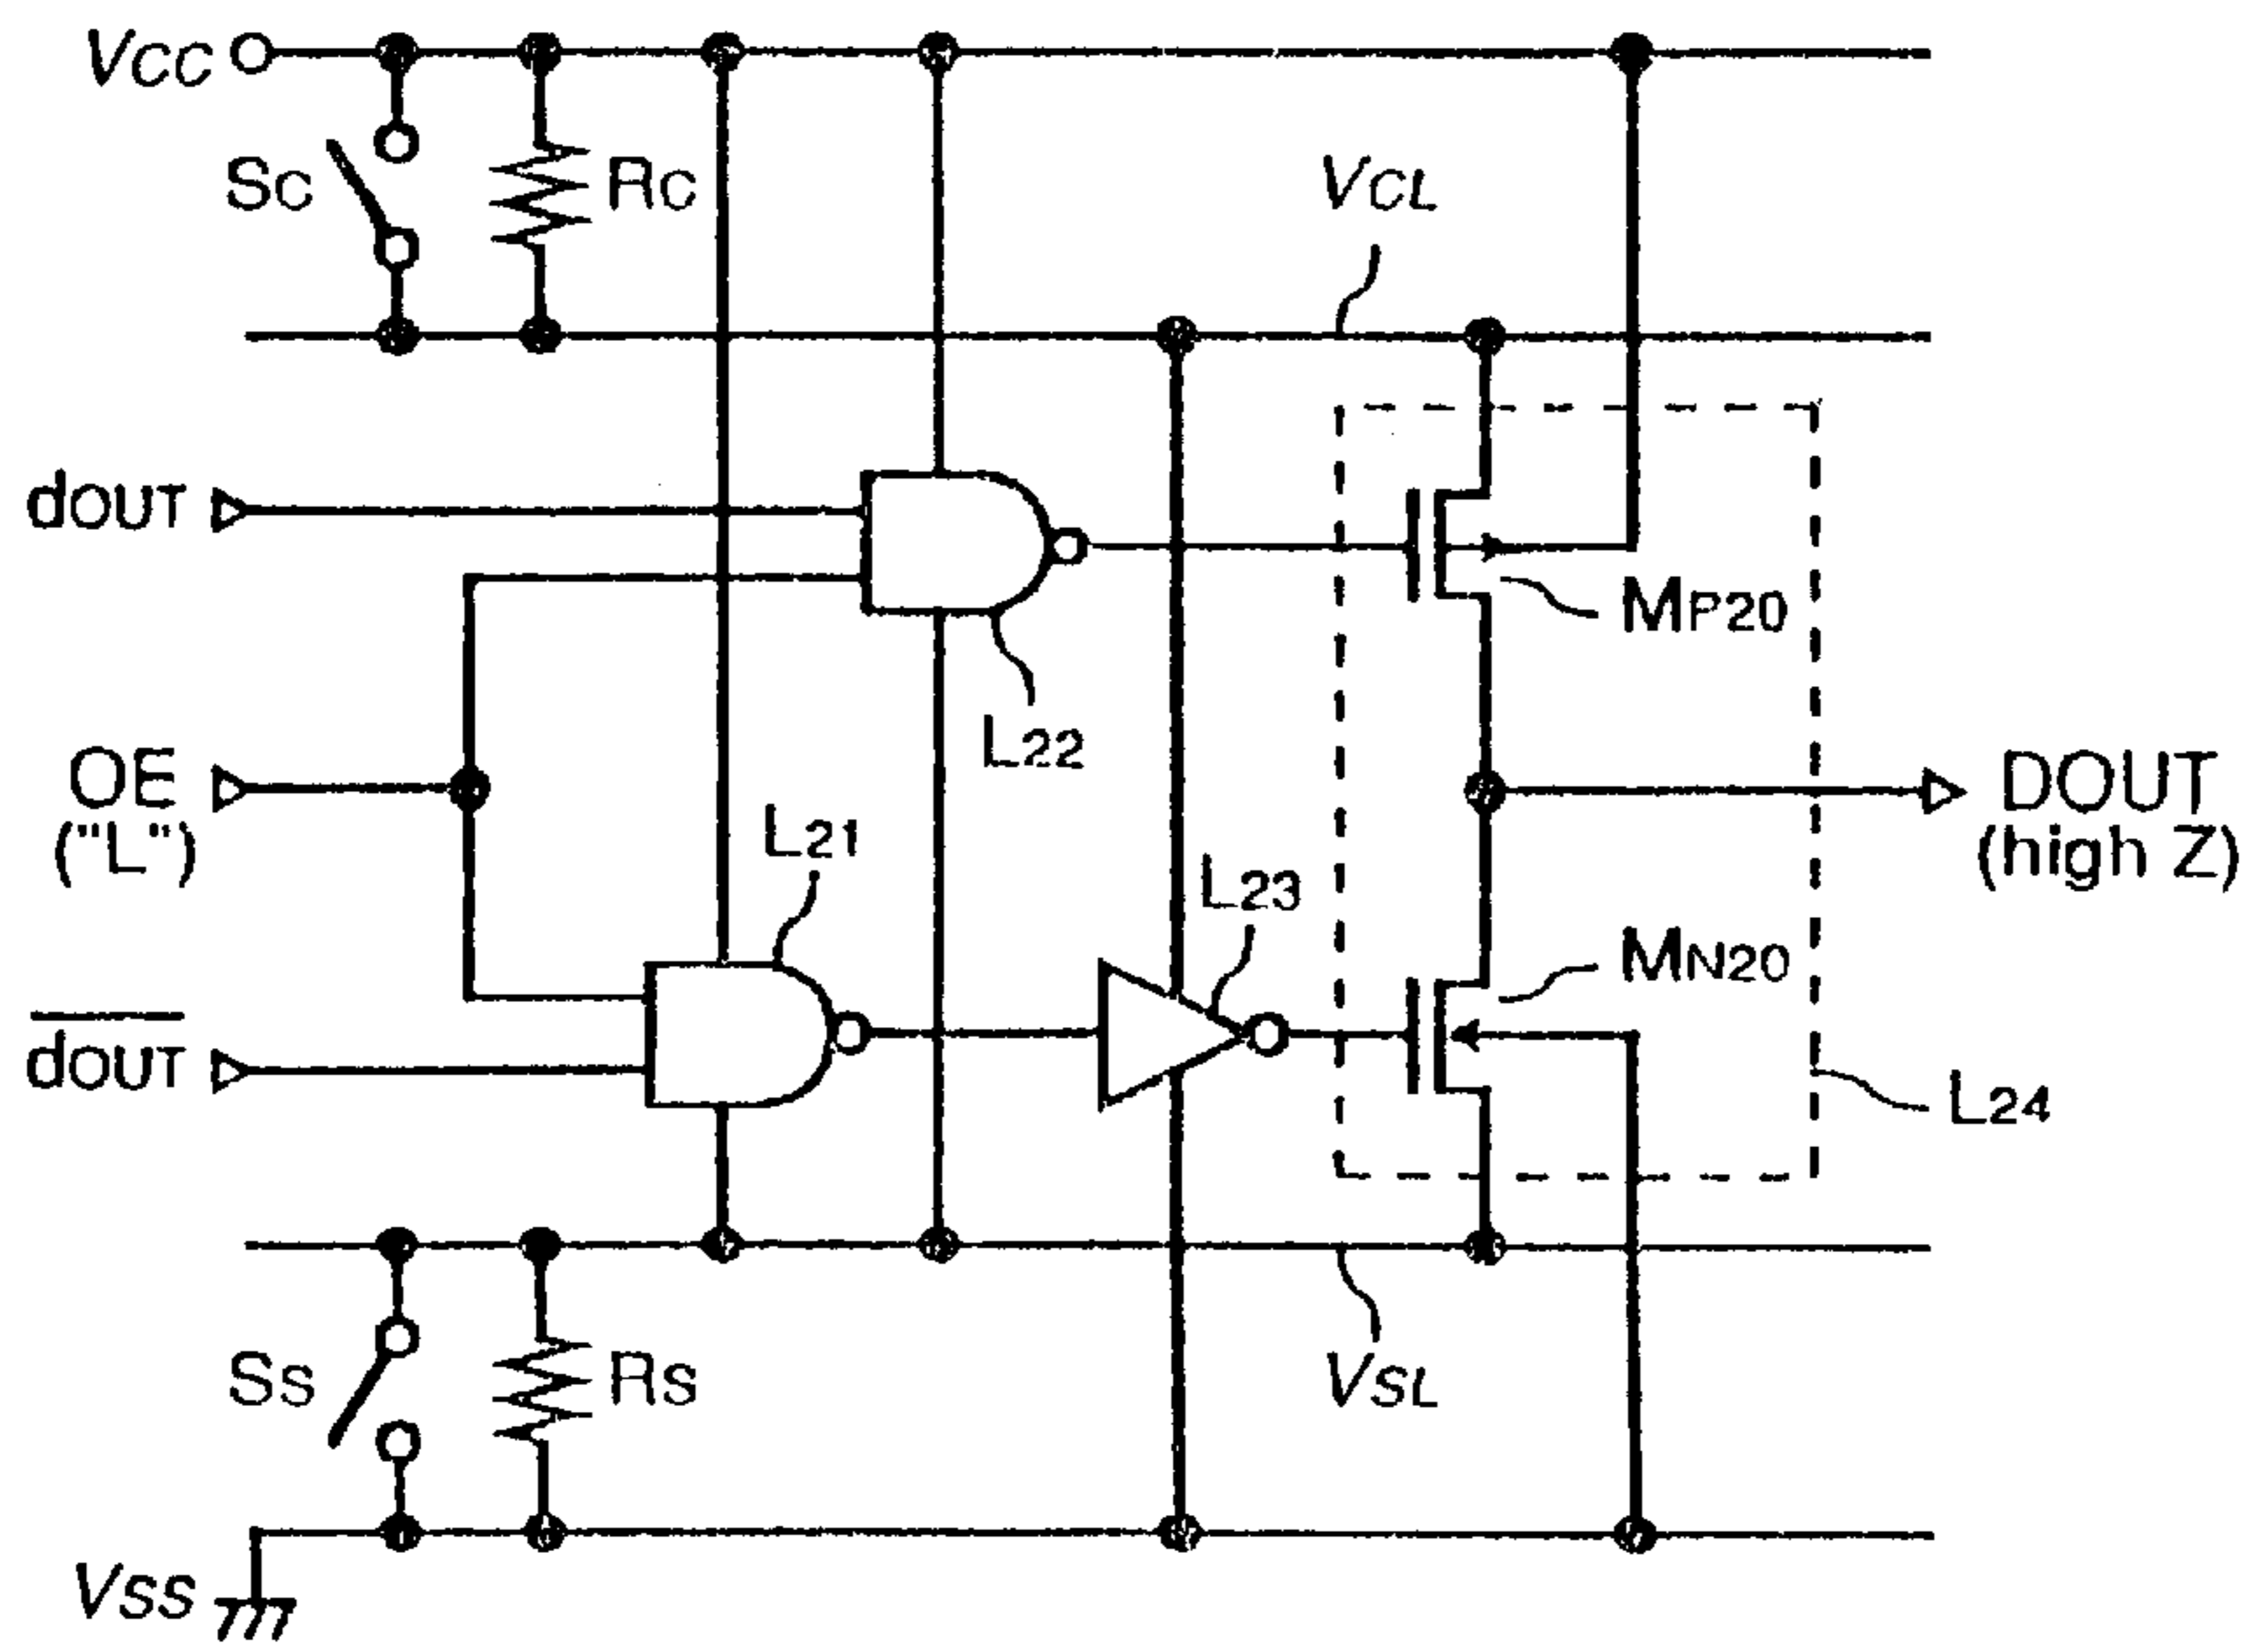 VCC
SC
RC
VCL
dOUT
MP20
L22
OE
("L")
DOUT
(high Z)
L21
L23
MN20
dOUT
L24
SS
RS
VSL
VSS